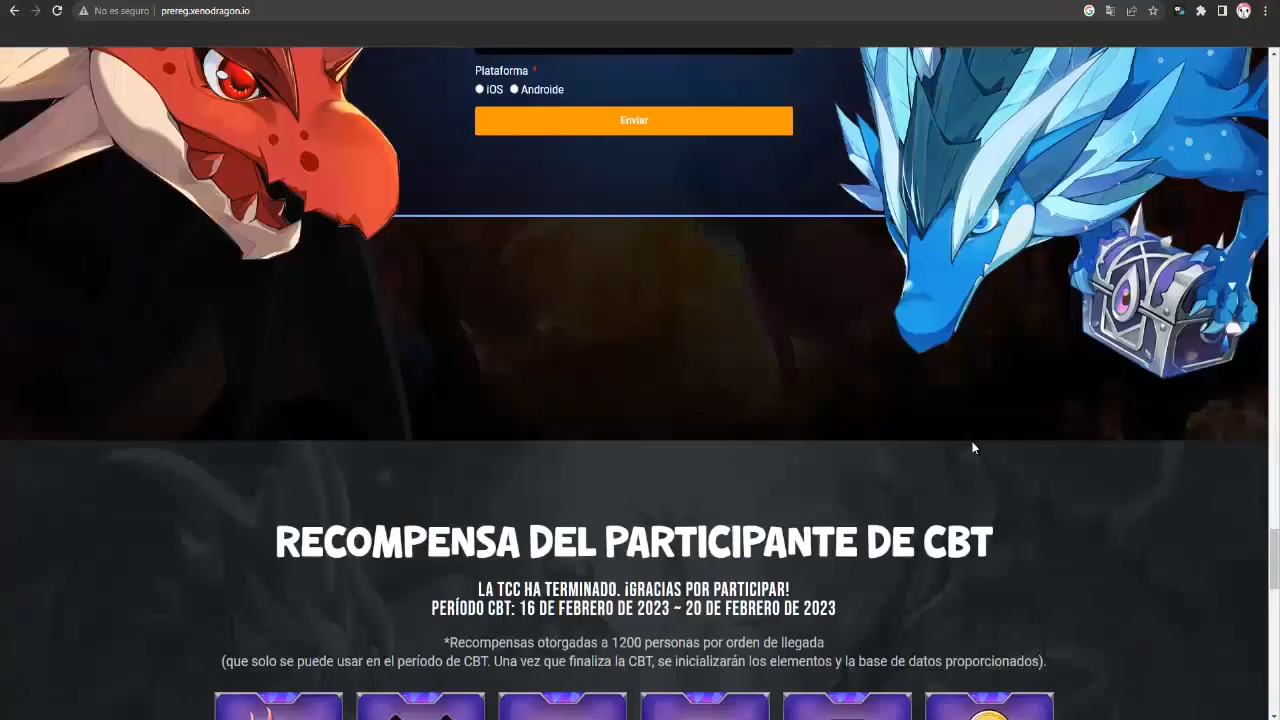 No es seguro
prereg.xenodragon.io
Plataforma *
iOS Androide
Enviar
RECOMPENSA DEL PARTICIPANTE DE CBT
LA TCC HA TERMINADO. ¡GRACIAS POR PARTICIPAR!
PERÍODO CBT: 16 DE FEBRERO DE 2023 ~ 20 DE FEBRERO DE 2023
*Recompensas otorgadas a 1200 personas por orden de llegada
(que solo se puede usar en el período de CBT. Una vez que finaliza la CBT, se inicializarán los elementos y la base de datos proporcionados).